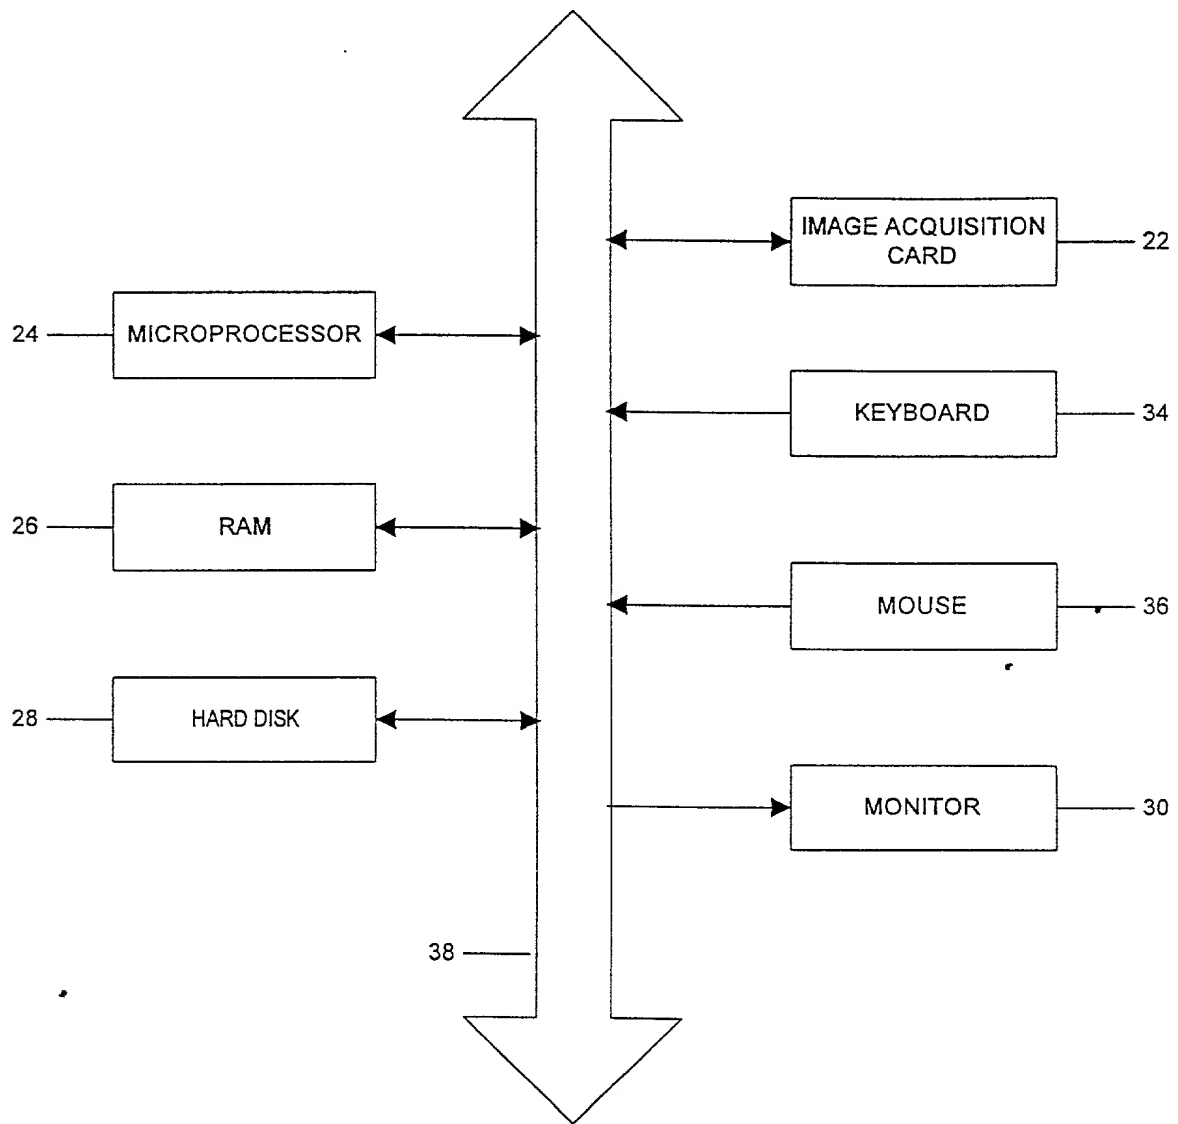 IMAGE ACQUISITION
CARD
22
24
MICROPROCESSOR
KEYBOARD
34
26
RAM
MOUSE
36
28
HARD DISK
MONITOR
30
38